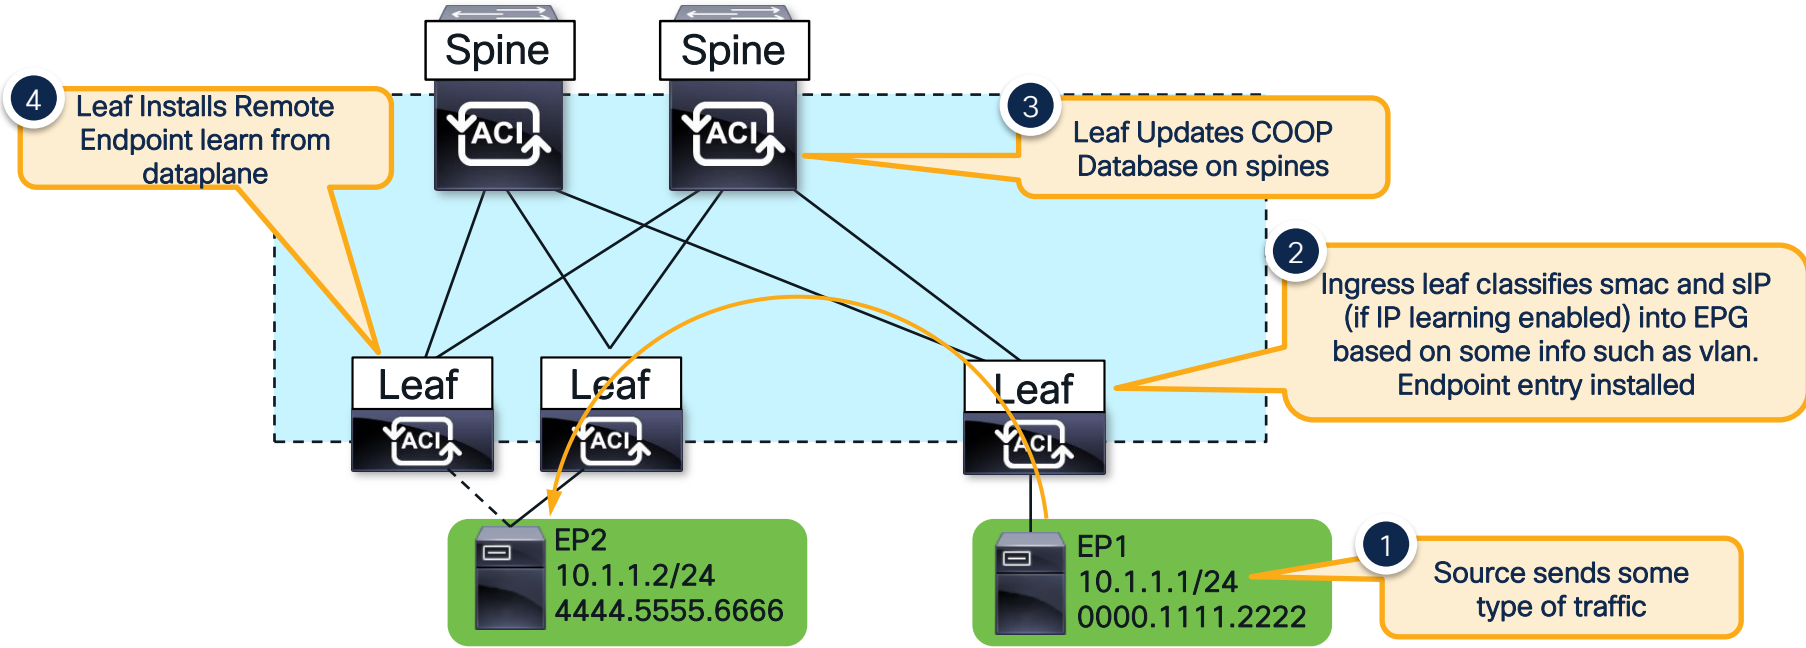 Spine
Spine
ACI
ACI
4
Leaf Installs Remote
Endpoint learn from
dataplane
3
Leaf Updates COOP
Database on spines
2
Ingress leaf classifies smac and sIP
(if IP learning enabled) into EPG
based on some info such as vlan.
Endpoint entry installed
Leaf
Leaf
Leaf
ACI
ACI
ACI
EP2
10.1.1.2/24
4444.5555.6666
EP1
10.1.1.1/24
0000.1111.2222
1
Source sends some
type of traffic